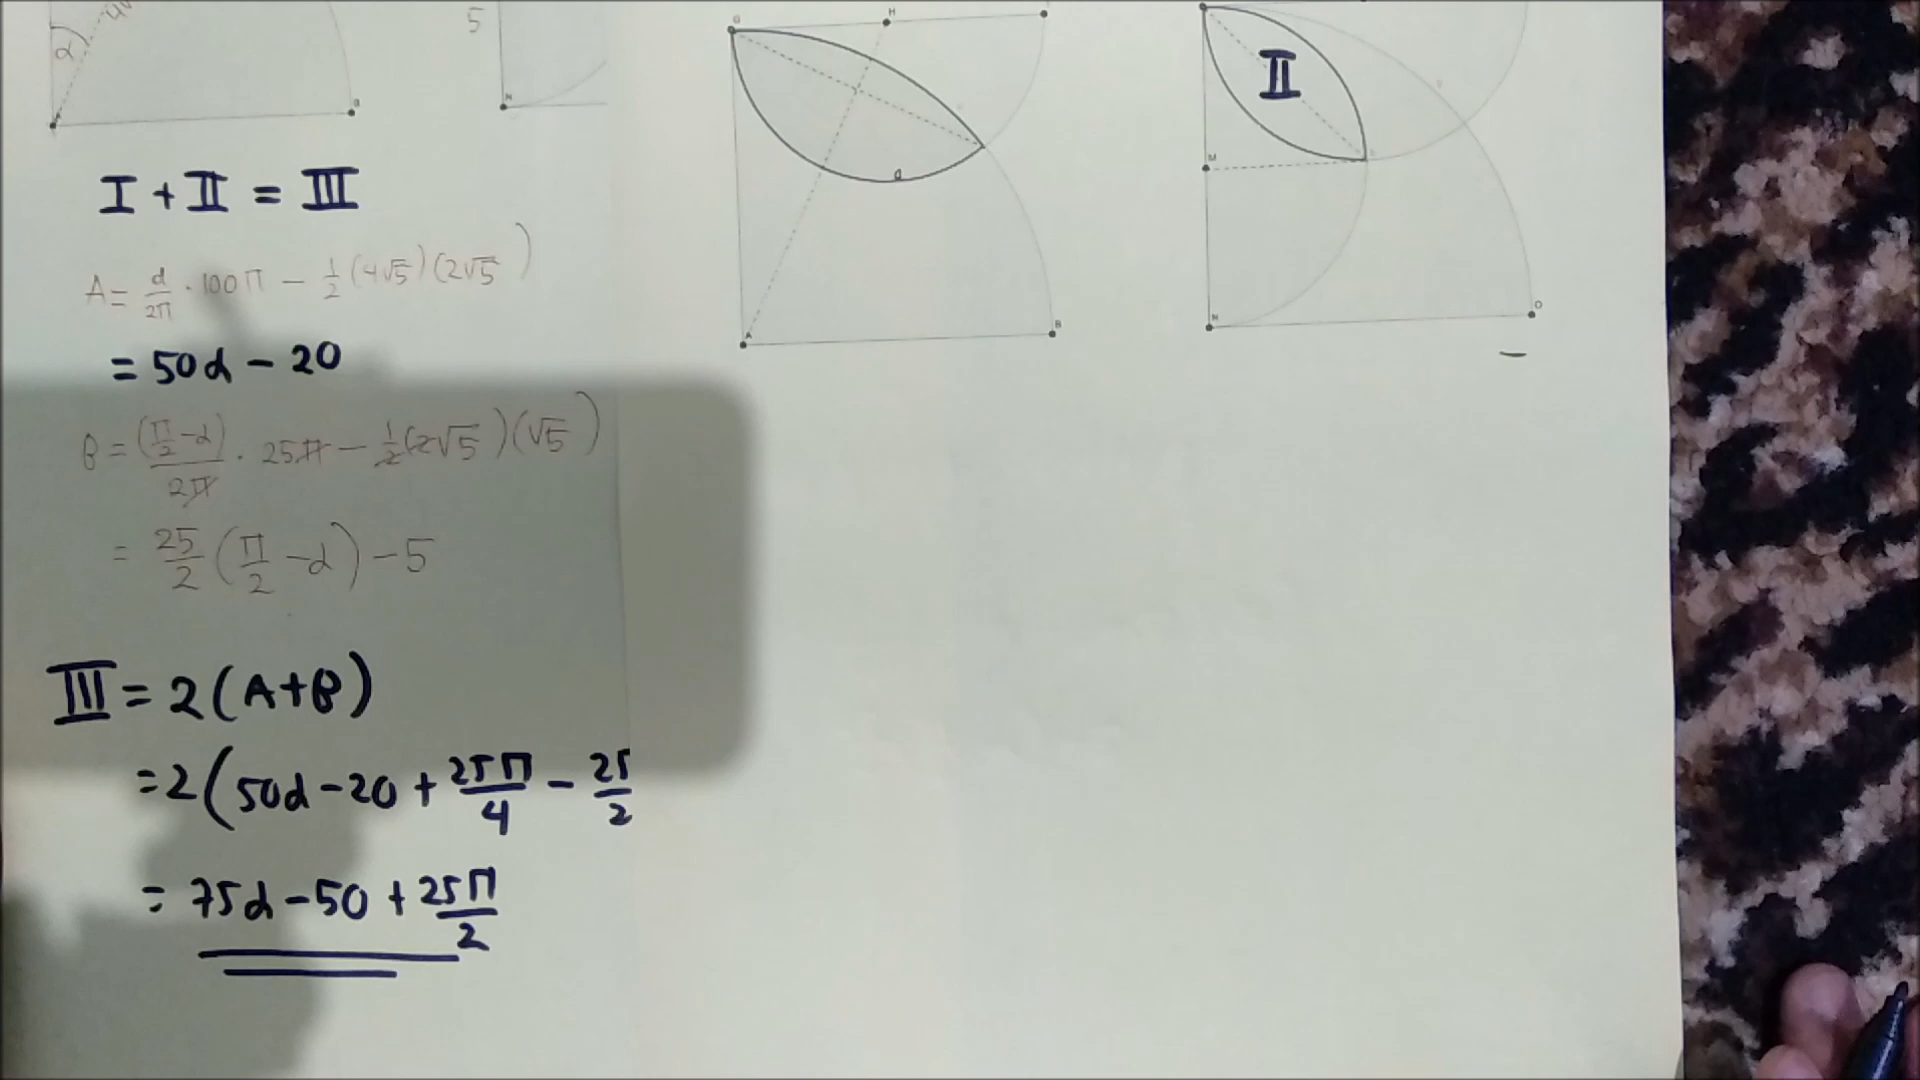 α
5
H
II
I + II = III
A = α/2π · 100π − 1/2 (4√5)(2√5)
= 50α − 20
B = (π/2 − α)/2π · 25π − 1/2 (2√5)(√5)
= 25/2 (π/2 − α) − 5
III = 2(A+B)
= 2(50α − 20 + 25π/4 − 25/2
= 75α − 50 + 25π/2
A
B
M
N